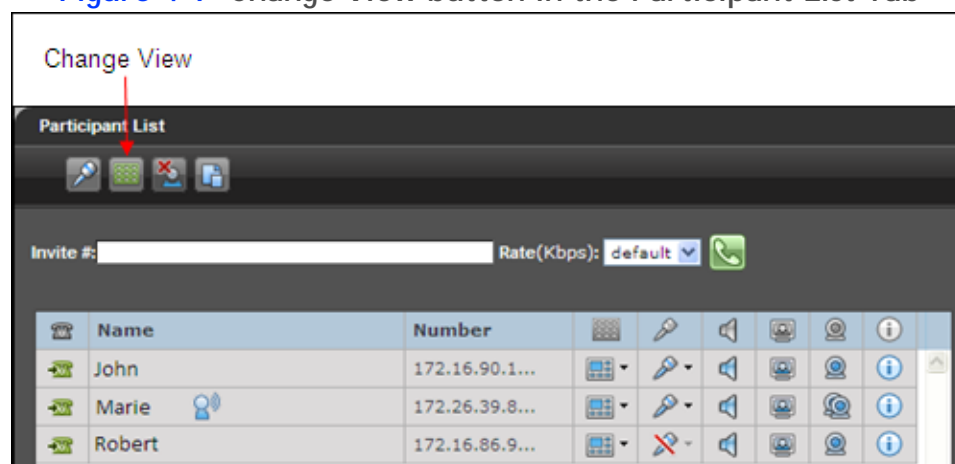 Change View
Participant List
Invite #: Rate(Kbps): default
Name Number
John 172.16.90.1...
Marie 172.26.39.8...
Robert 172.16.86.9...